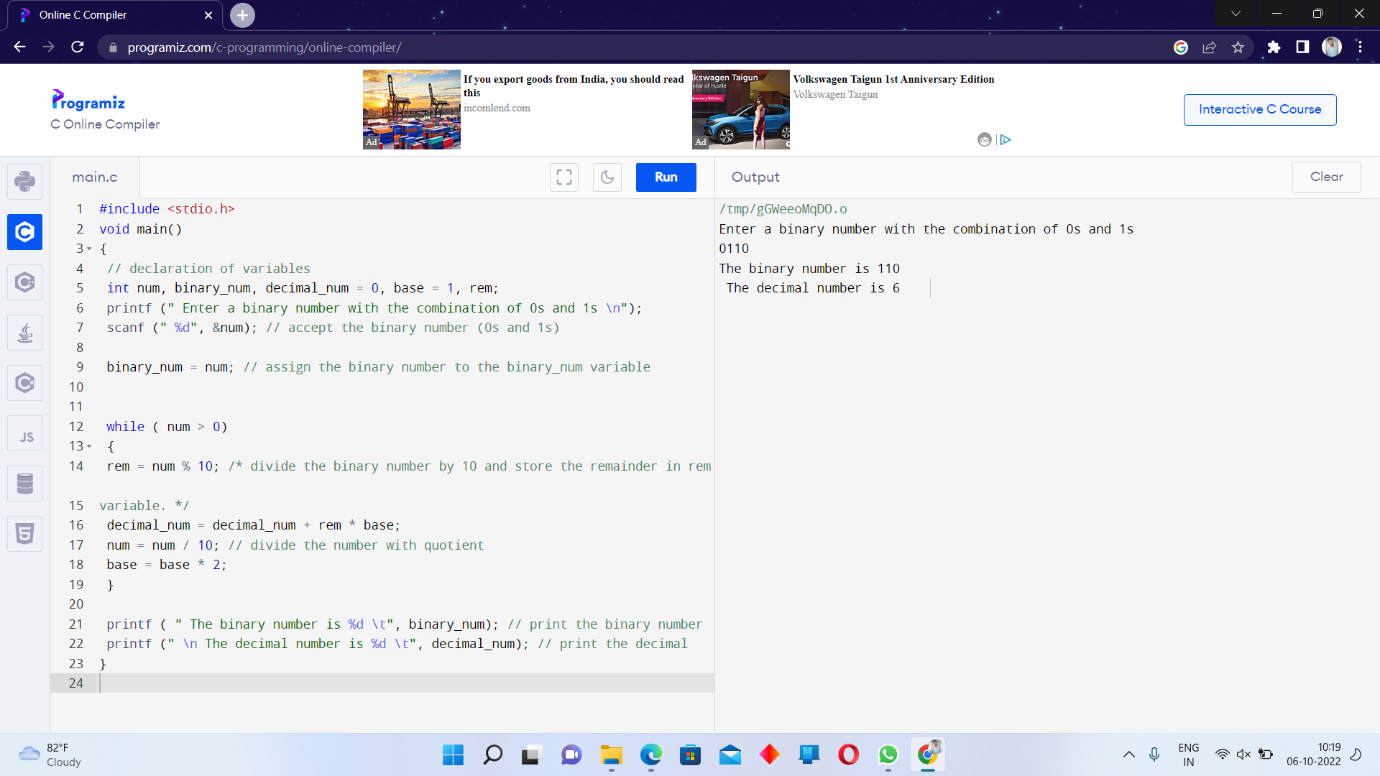 Online C Compiler
programiz.com/c-programming/online-compiler/
Programiz
C Online Compiler
If you export goods from India, you should read
this
incomlend.com
Ad
Volkswagen Taigun
Ad
Volkswagen Taigun 1st Anniversary Edition
Volkswagen Taigun
Interactive C Course
main.c
Run
Output
Clear
JS
1 #include <stdio.h>
2 void main()
3 {
4 // declaration of variables
5 int num, binary_num, decimal_num = 0, base = 1, rem;
6 printf (" Enter a binary number with the combination of 0s and 1s \n");
7 scanf (" %d", &num); // accept the binary number (0s and 1s)
8
9 binary_num = num; // assign the binary number to the binary_num variable
10
11
12 while ( num > 0)
13 {
14 rem = num % 10; /* divide the binary number by 10 and store the remainder in rem
15 variable. */
16 decimal_num = decimal_num + rem * base;
17 num = num / 10; // divide the number with quotient
18 base = base * 2;
19 }
20
21 printf ( " The binary number is %d \t", binary_num); // print the binary number
22 printf (" \n The decimal number is %d \t", decimal_num); // print the decimal
23 }
24
/tmp/gGWeeoMqDO.o
Enter a binary number with the combination of 0s and 1s
0110
The binary number is 110
The decimal number is 6
82°F
Cloudy
ENG
IN
10:19
06-10-2022